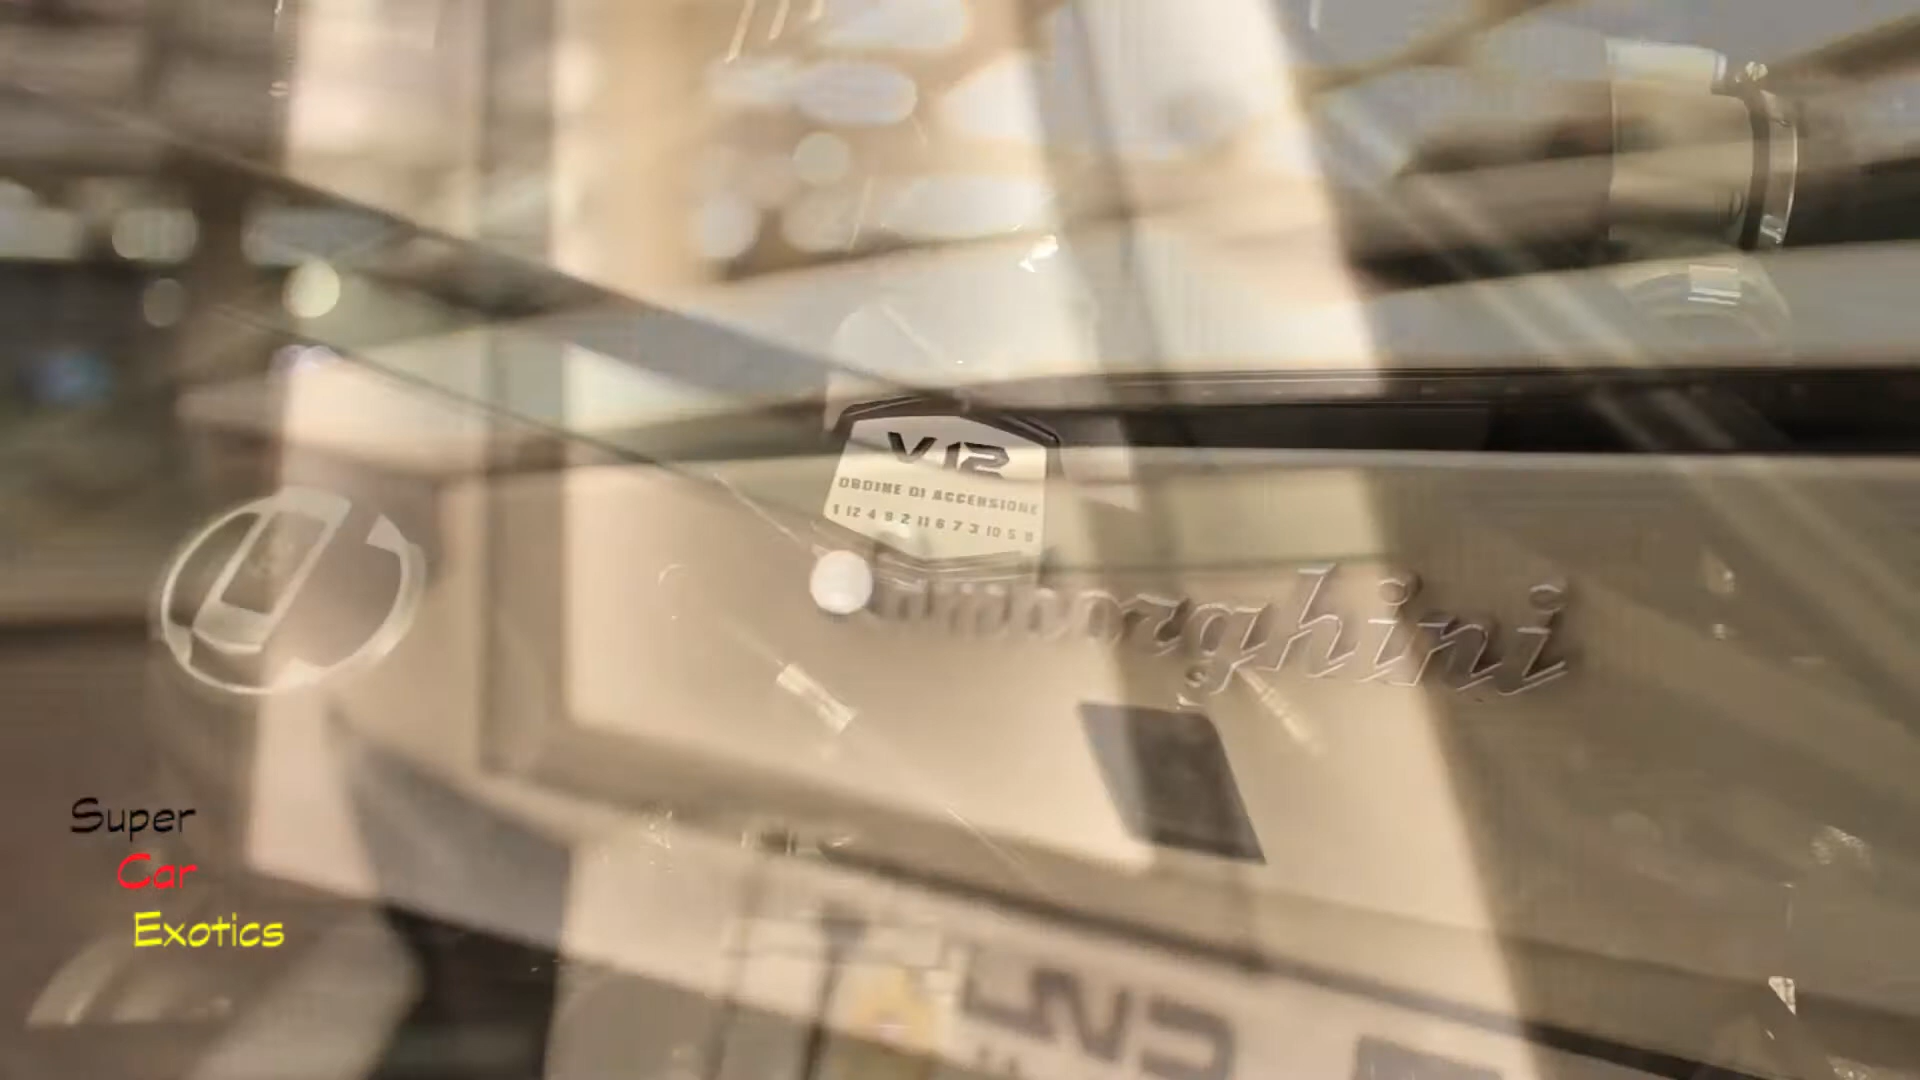 V12
ORDINE DI ACCENSIONE
1 12 4 9 2 11 6 7 3 10 5 8
Lamborghini
Super
Car
Exotics